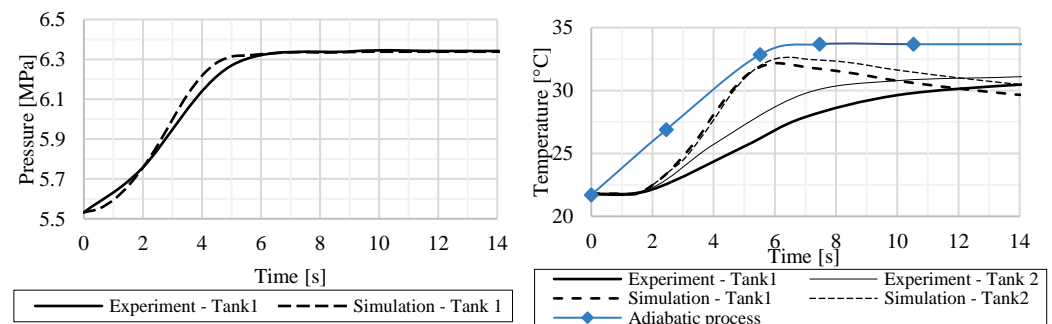 Pressure [MPa]
6.5
6.3
6.1
5.9
5.7
5.5
0 2 4 6 8 10 12 14
Time [s]
Experiment - Tank1 Simulation - Tank 1
Temperature [°C]
35
30
25
20
0 2 4 6 8 10 12 14
Time [s]
Experiment - Tank1 Experiment - Tank 2
Simulation - Tank1 Simulation - Tank2
Adiabatic process